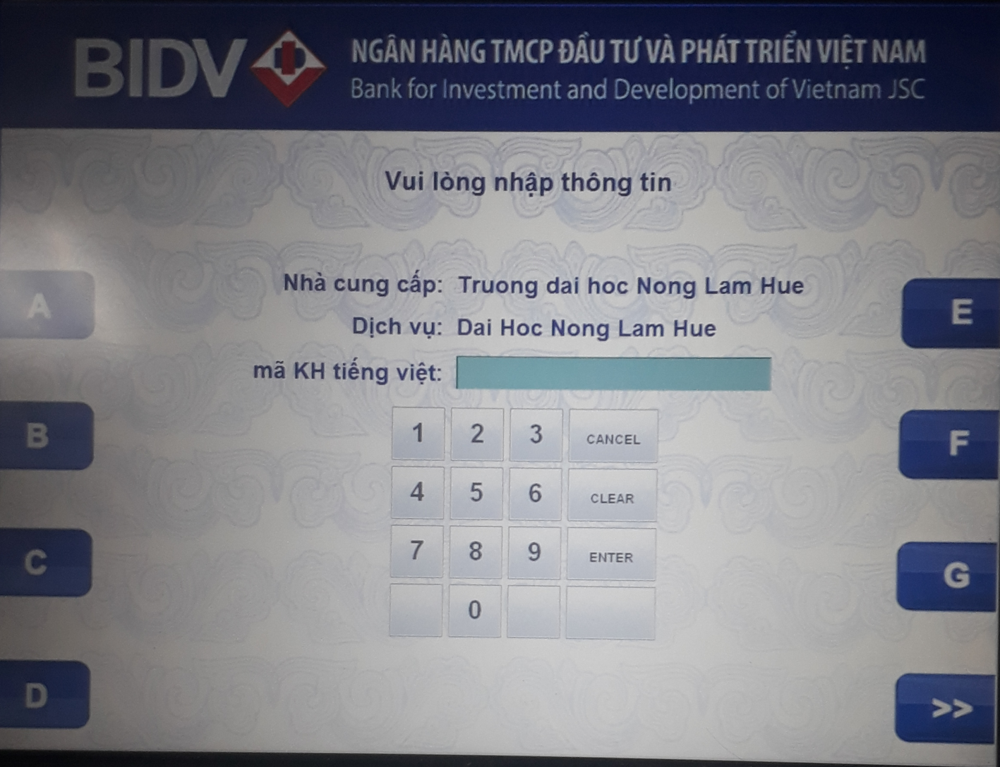 BIDV
NGÂN HÀNG TMCP ĐẦU TƯ VÀ PHÁT TRIỂN VIỆT NAM
Bank for Investment and Development of Vietnam JSC
Vui lòng nhập thông tin
Nhà cung cấp: Truong dai hoc Nong Lam Hue
Dịch vụ: Dai Hoc Nong Lam Hue
mã KH tiếng việt:
1 2 3 CANCEL
4 5 6 CLEAR
7 8 9 ENTER
0
A
B
C
D
E
F
G
>>